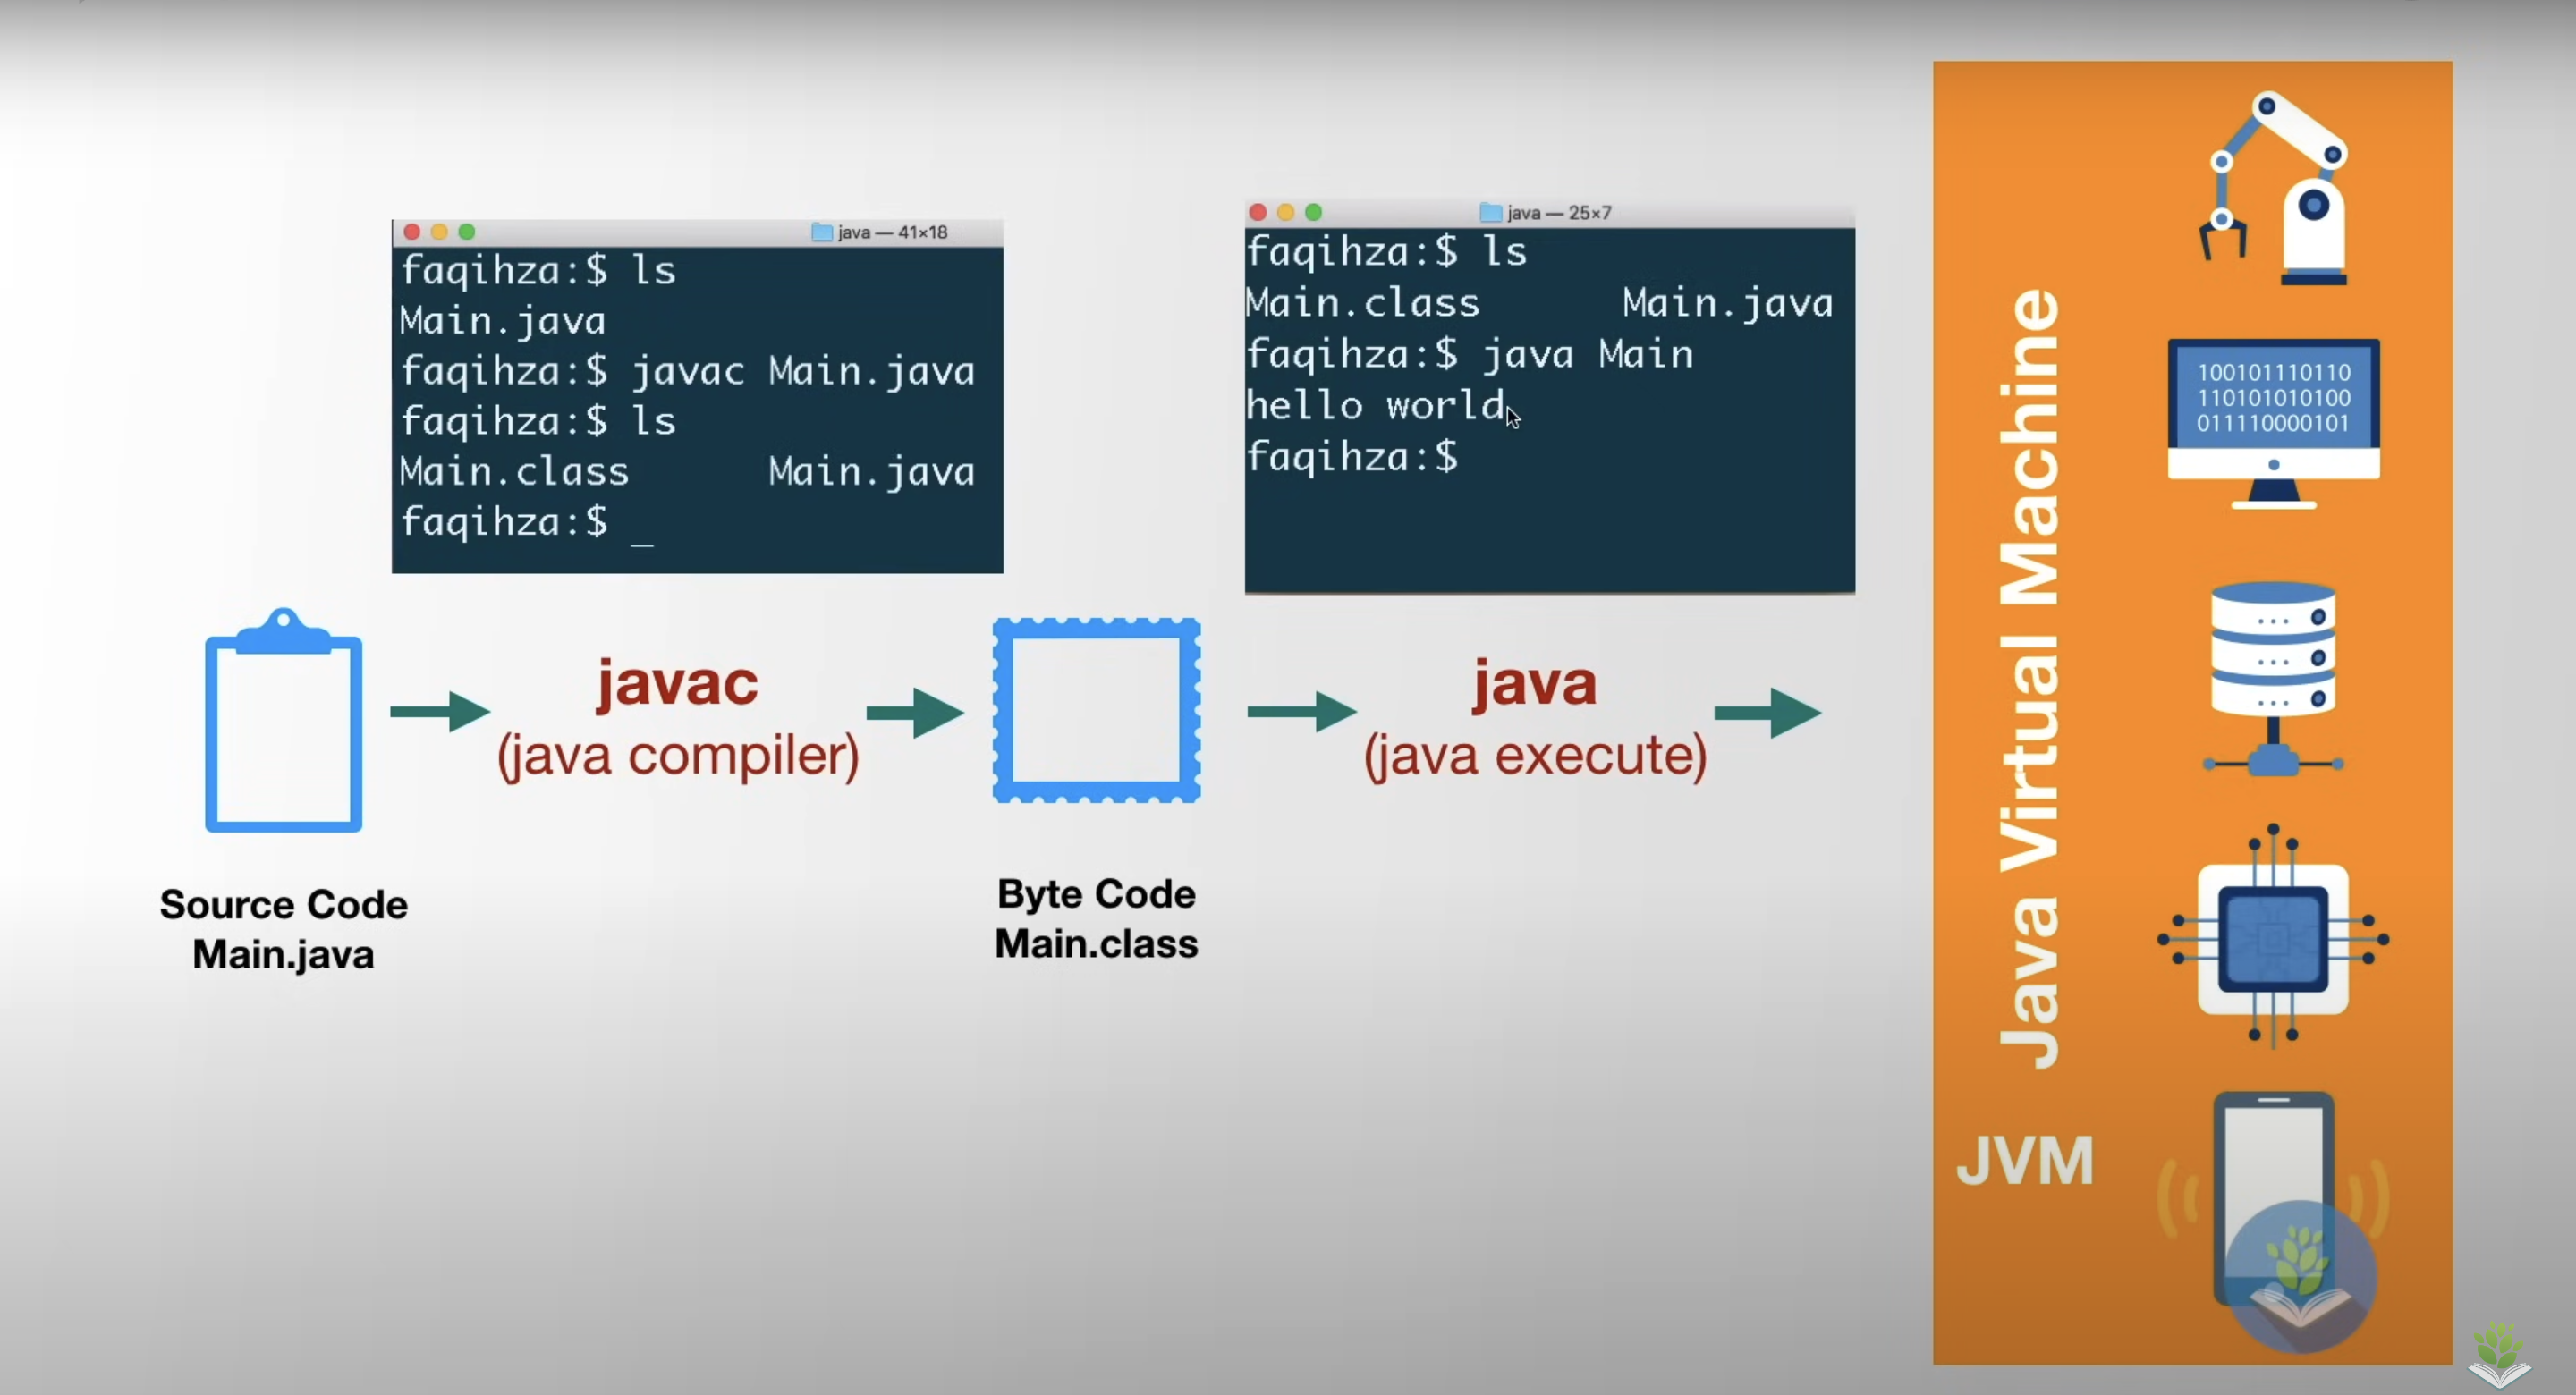 java — 41×18
faqihza:$ ls
Main.java
faqihza:$ javac Main.java
faqihza:$ ls
Main.class Main.java
faqihza:$ _
java — 25×7
faqihza:$ ls
Main.class Main.java
faqihza:$ java Main
hello world
faqihza:$
javac
(java compiler)
java
(java execute)
Source Code
Main.java
Byte Code
Main.class
Java Virtual Machine
JVM
100101110110
110101010100
011110000101